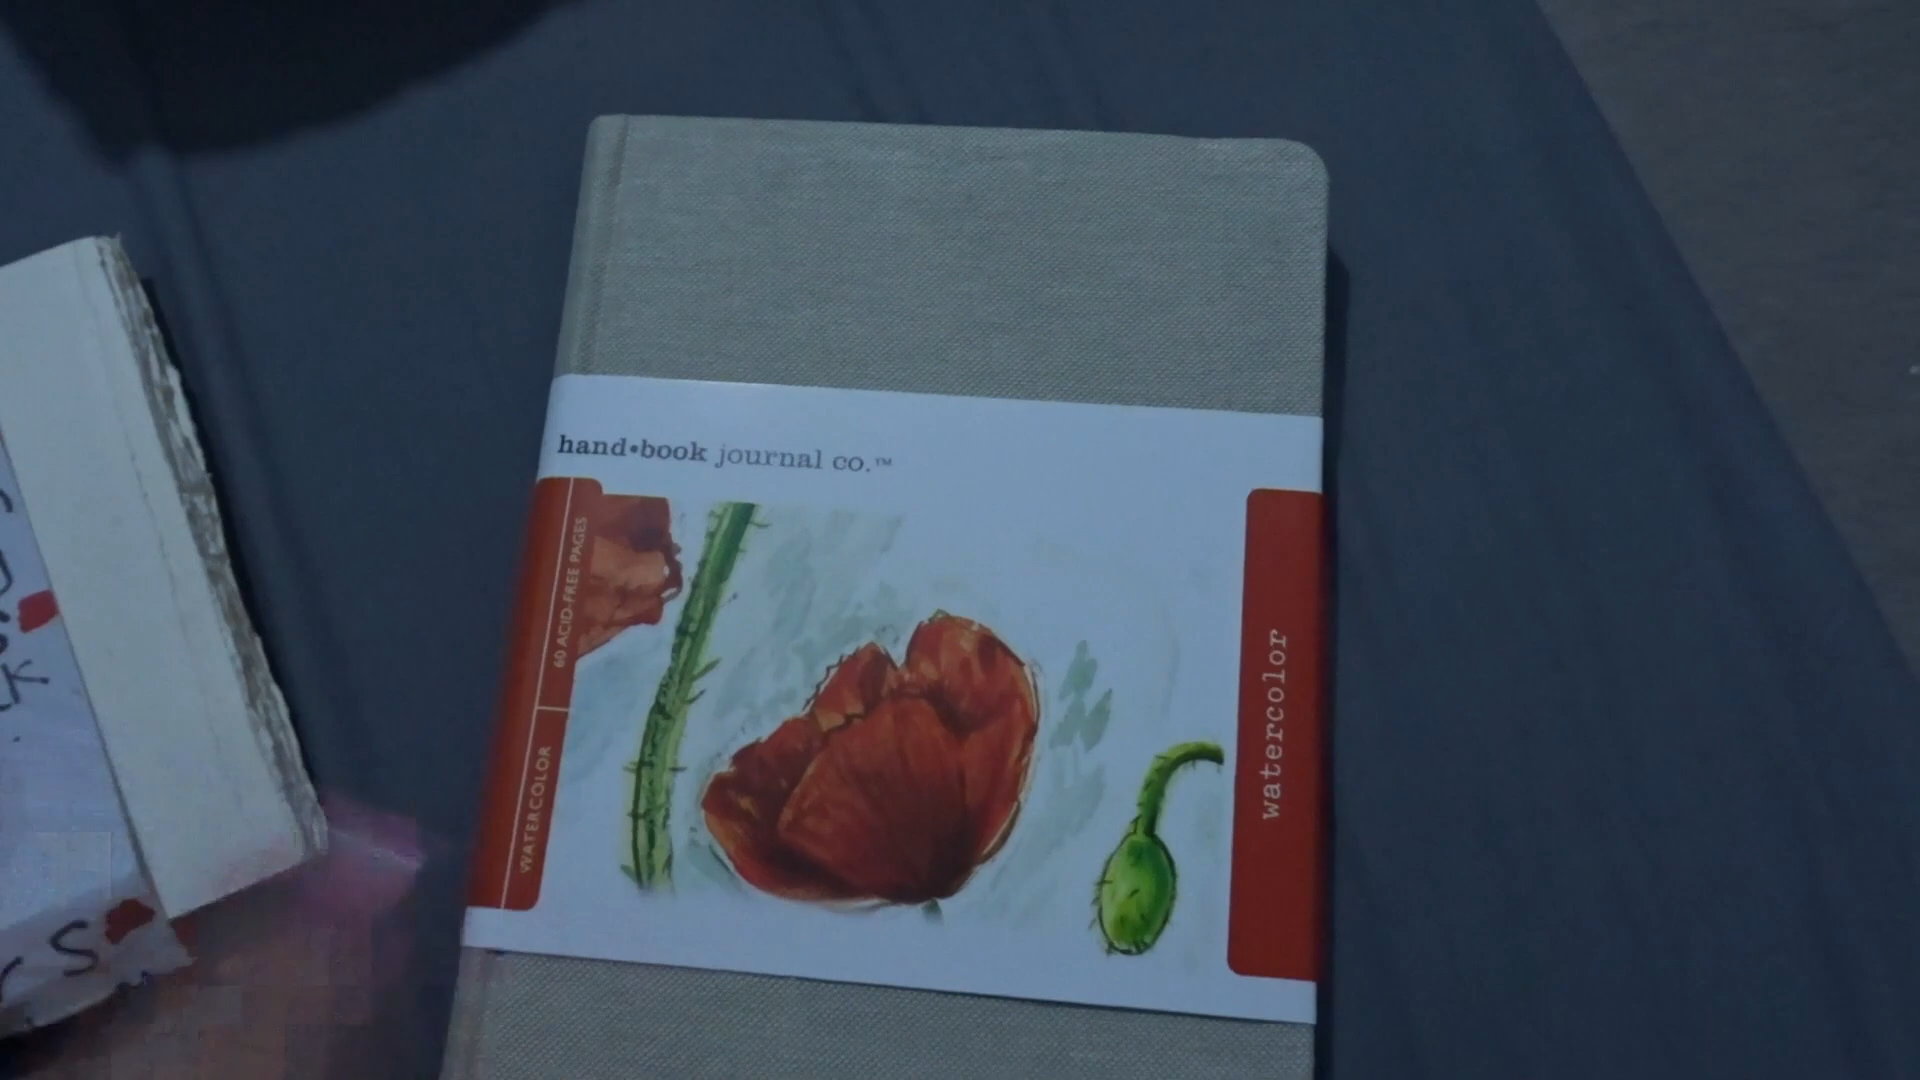 hand•book journal co.™
60 ACID-FREE PAGES
WATERCOLOR
watercolor